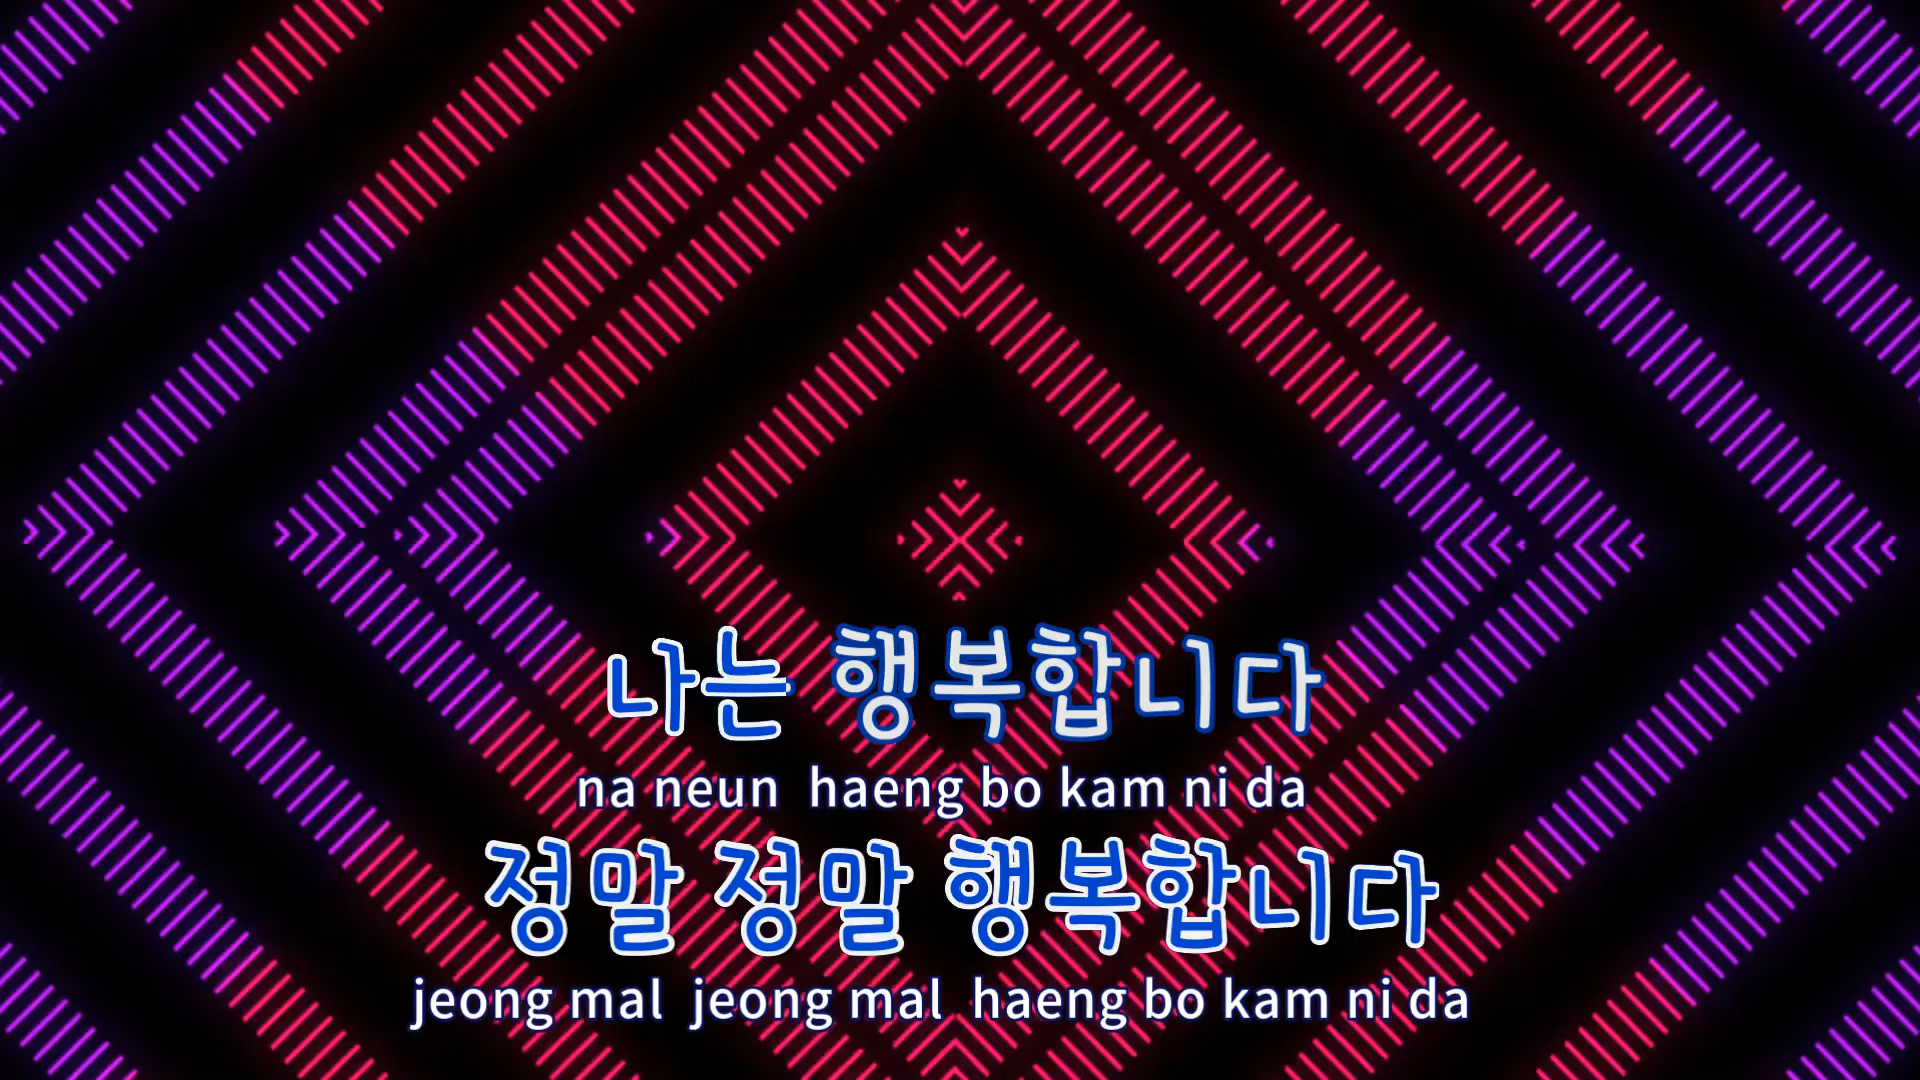 나는 행복합니다
na neun haeng bo kam ni da
정말 정말 행복합니다
jeong mal jeong mal haeng bo kam ni da